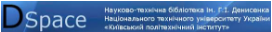 DSpace
Науково-технічна бібліотека ім. Г.І. Денисенка
Національного технічного університету України
«Київський політехнічний інститут»